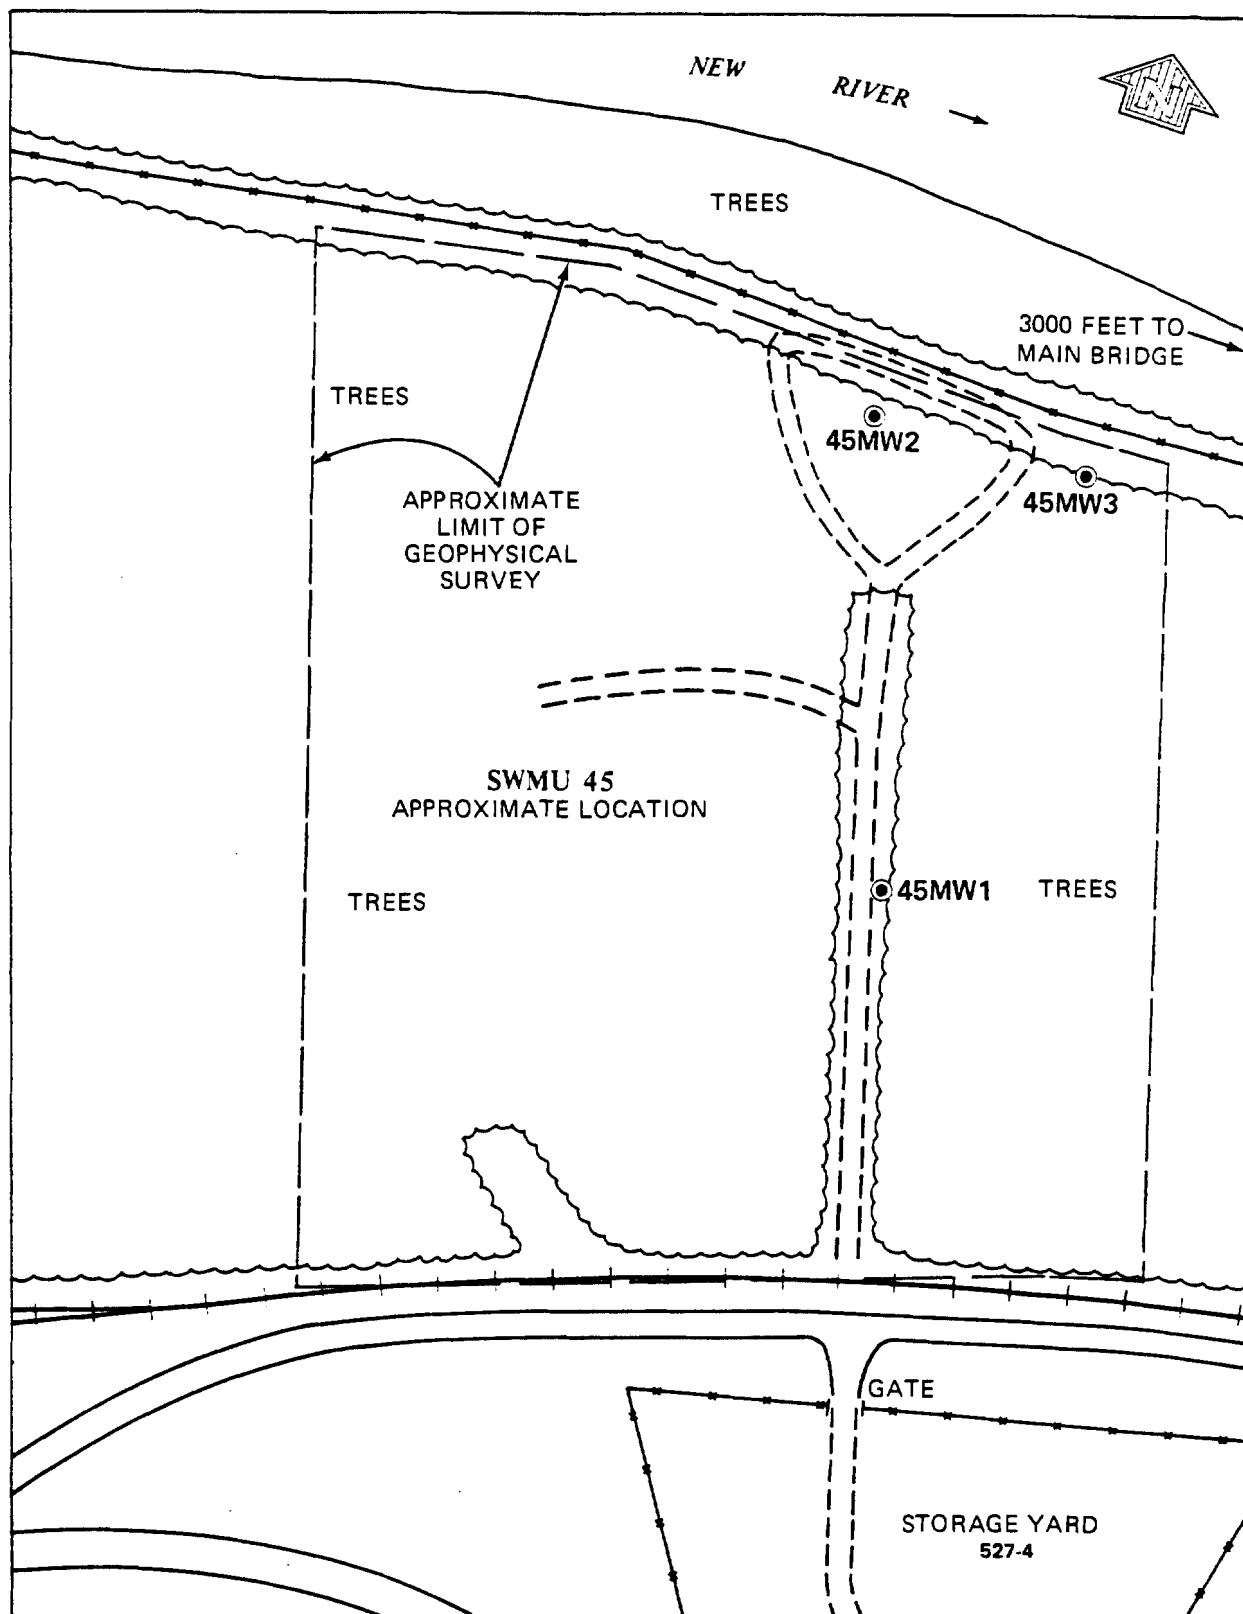 NEW RIVER
N
TREES
3000 FEET TO
MAIN BRIDGE
TREES
45MW2
45MW3
APPROXIMATE
LIMIT OF
GEOPHYSICAL
SURVEY
SWMU 45
APPROXIMATE LOCATION
TREES
45MW1
TREES
GATE
STORAGE YARD
527-4